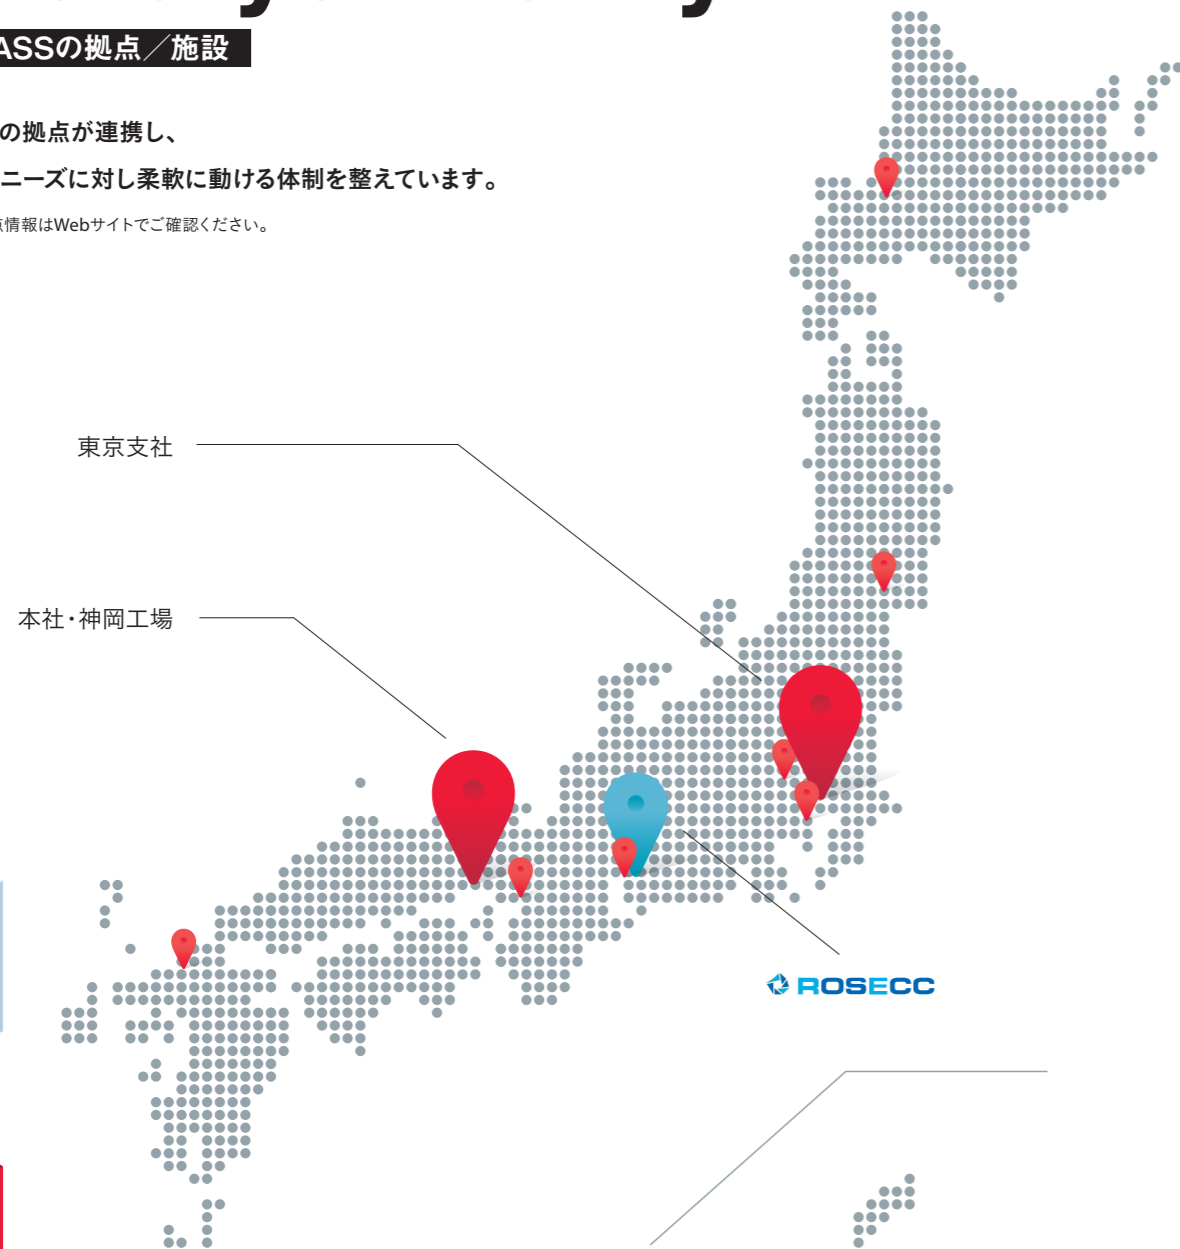 ASSの拠点／施設
の拠点が連携し、
ニーズに対し柔軟に動ける体制を整えています。
点情報はWebサイトでご確認ください。
東京支社
本社・神岡工場
ROSECC